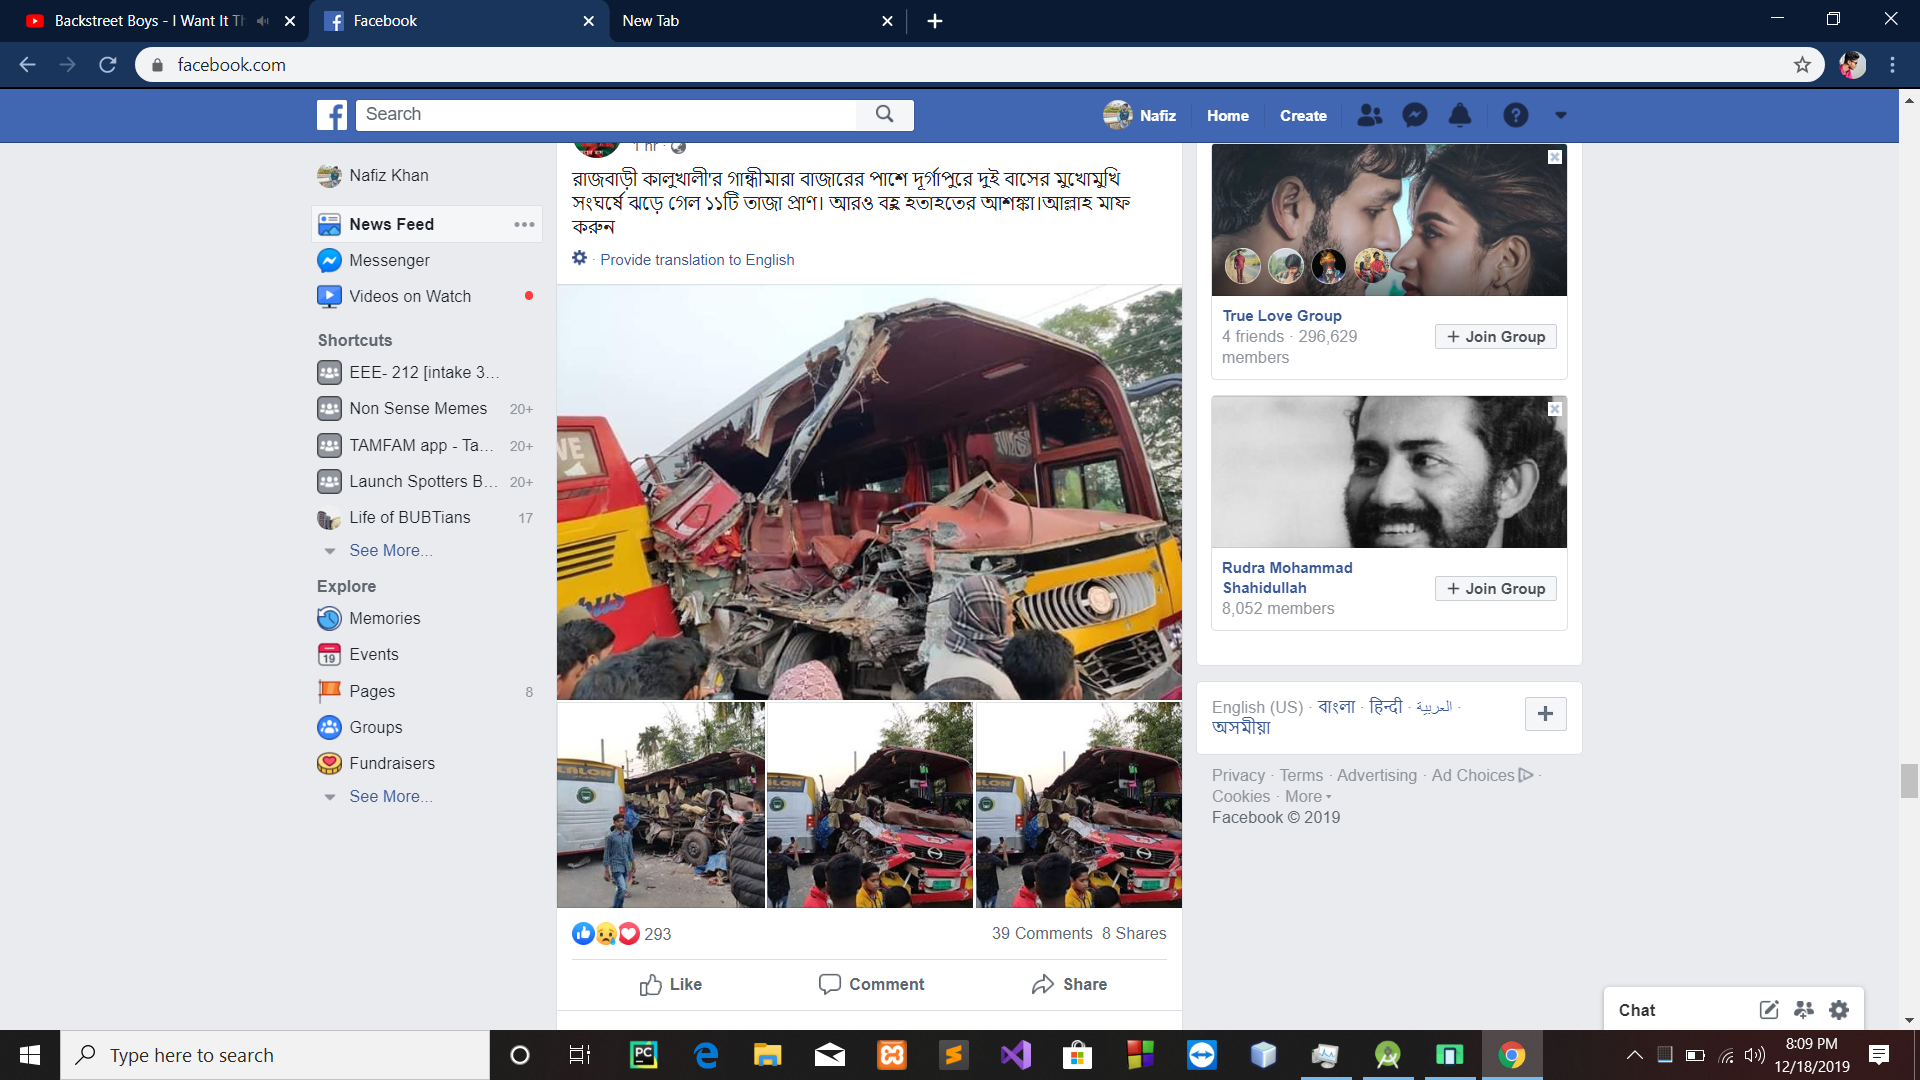 Backstreet Boys - I Want It Th
Facebook
New Tab
facebook.com
Search
Nafiz
Home
Create
Nafiz Khan
News Feed
Messenger
Videos on Watch
Shortcuts
EEE- 212 [intake 3...
Non Sense Memes 20+
TAMFAM app - Ta... 20+
Launch Spotters B... 20+
Life of BUBTians 17
See More...
Explore
Memories
Events
Pages 8
Groups
Fundraisers
See More...
1 hr ·
রাজবাড়ী কালুখালী'র গান্ধীমারা বাজারের পাশে দূর্গাপুরে দুই বাসের মুখোমুখি
সংঘর্ষে ঝড়ে গেল ১১টি তাজা প্রাণ। আরও বহু হতাহতের আশঙ্কা।আল্লাহ মাফ
করুন
· Provide translation to English
293
39 Comments 8 Shares
Like
Comment
Share
True Love Group
4 friends · 296,629
members
Join Group
Rudra Mohammad
Shahidullah
8,052 members
Join Group
English (US) · বাংলা · हिन्दी · العربية ·
অসমীয়া
Privacy · Terms · Advertising · Ad Choices ·
Cookies · More
Facebook © 2019
Chat
Type here to search
8:09 PM
12/18/2019